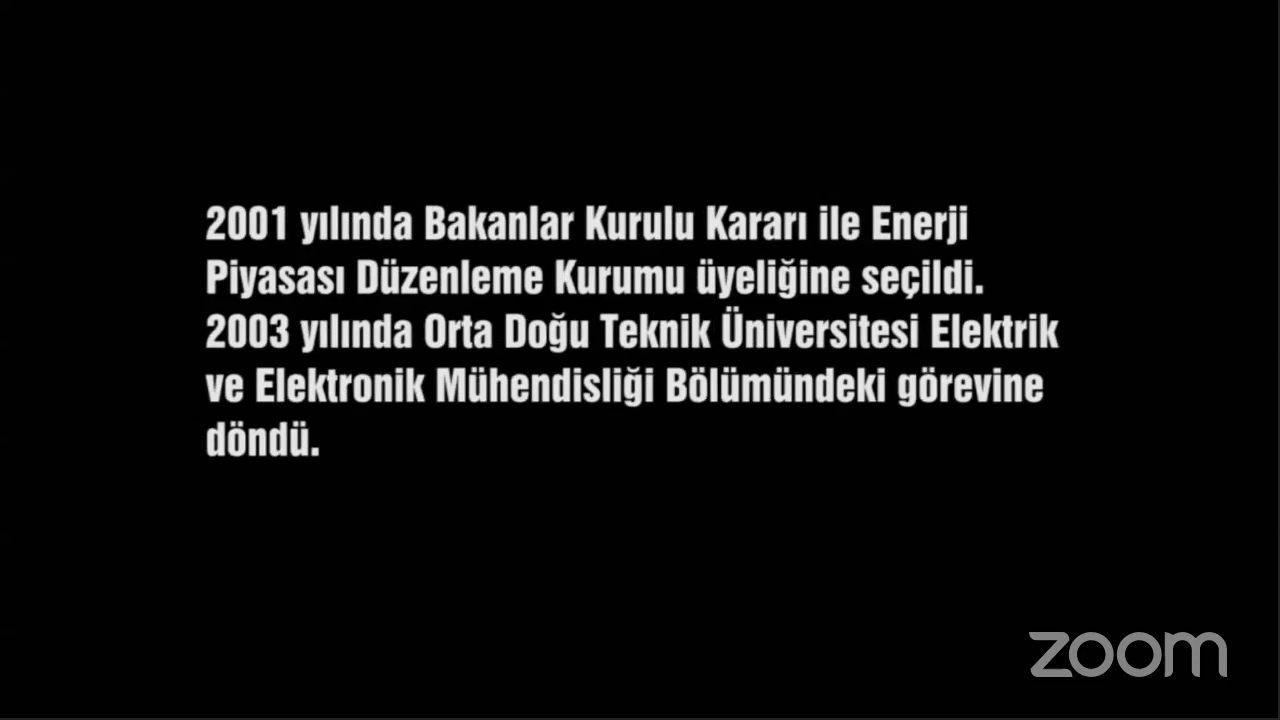 2001 yılında Bakanlar Kurulu Kararı ile Enerji
Piyasası Düzenleme Kurumu üyeliğine seçildi.
2003 yılında Orta Doğu Teknik Üniversitesi Elektrik
ve Elektronik Mühendisliği Bölümündeki görevine
döndü.
zoom